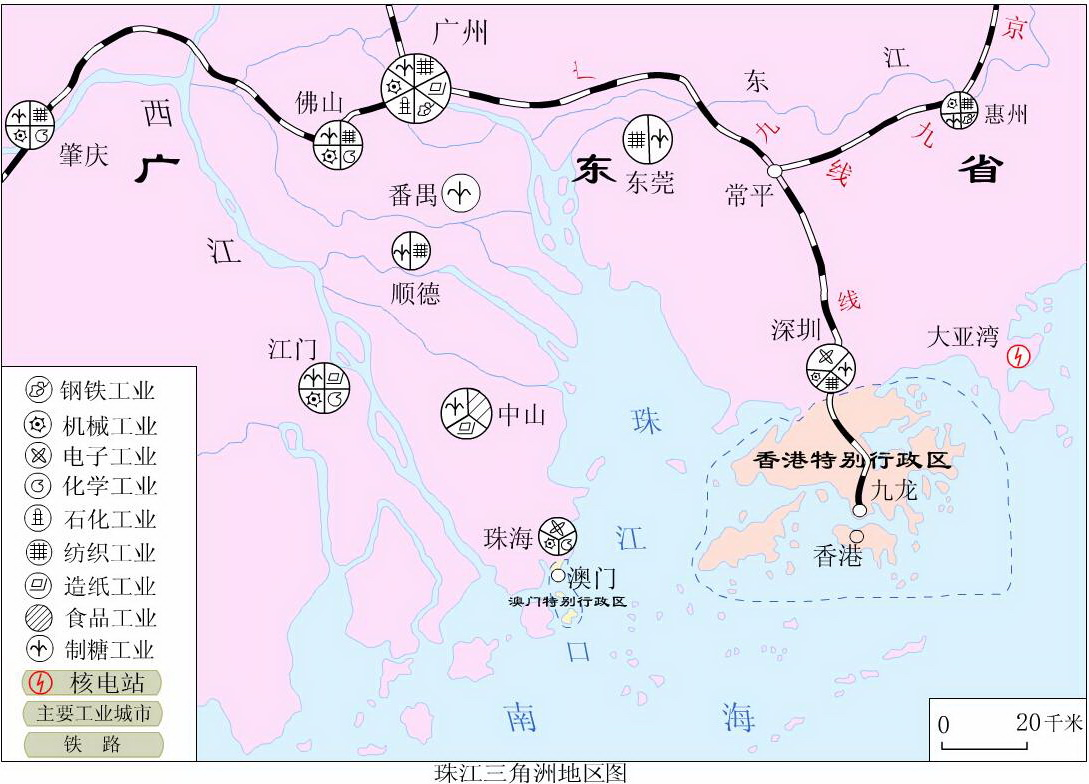 广州
京
广
东
江
佛山
西
惠州
肇庆
九
九
线
广
东
省
东莞
番禺
常平
江
顺德
线
深圳
大亚湾
江门
中山
珠
香港特别行政区
九龙
珠海
江
香港
澳门
澳门特别行政区
口
南
海
钢铁工业
机械工业
电子工业
化学工业
石化工业
纺织工业
造纸工业
食品工业
制糖工业
核电站
主要工业城市
铁 路
0 20千米
珠江三角洲地区图